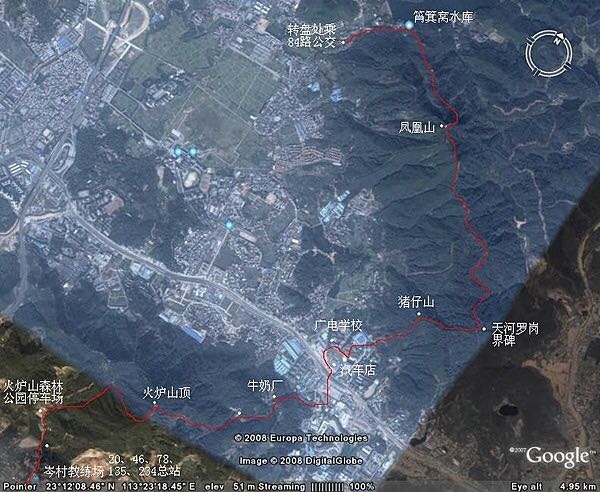 转盘处乘
84路公交
筲箕窝水库
凤凰山
猪仔山
天河罗岗
界碑
广电学校
汽车店
火炉山森林
公园停车场
火炉山顶
牛奶厂
© 2008 Europa Technologies
20、46、78、
岑村教练场 135、234总站
Image © 2008 DigitalGlobe
©2007 Google™
Pointer 23°12'08.46" N 113°23'18.45" E elev 51 m Streaming |||||||||| 100% Eye alt 4.95 km